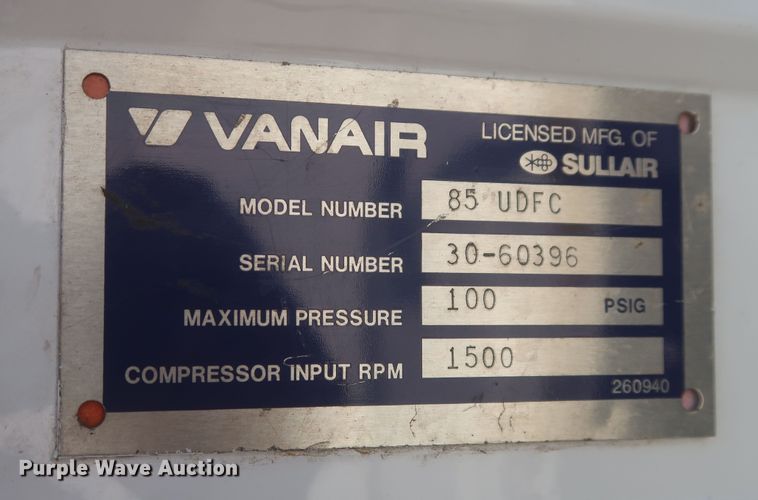 VANAIR
LICENSED MFG. OF
SULLAIR
MODEL NUMBER 85 UDFC
SERIAL NUMBER 30-60396
MAXIMUM PRESSURE 100 PSIG
COMPRESSOR INPUT RPM 1500
260940
Purple Wave Auction